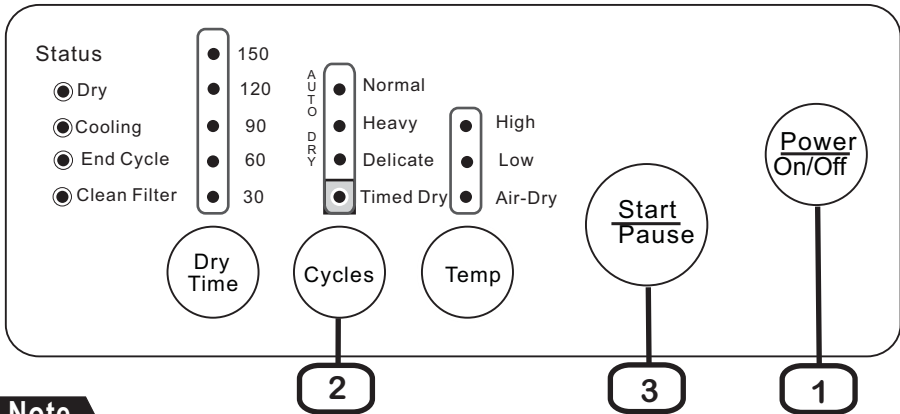 Status
Dry
Cooling
End Cycle
Clean Filter
150
120
90
60
30
AUTO DRY
Normal
Heavy
Delicate
Timed Dry
High
Low
Air-Dry
Dry
Time
Cycles
Temp
Start
Pause
Power
On/Off
2
3
1
Note